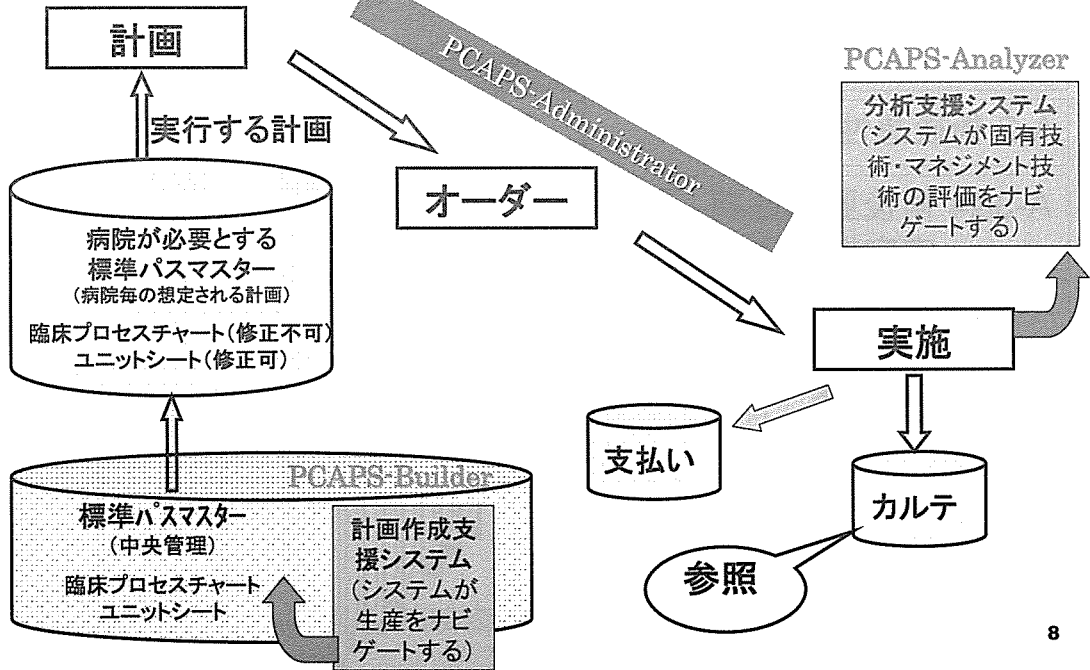 計画
実行する計画
PCAPS-Administrator
オーダー
PCAPS-Analyzer
分析支援システム
(システムが固有技
術・マネジメント技
術の評価をナビ
ゲートする)
病院が必要とする
標準パスマスター
(病院毎の想定される計画)
臨床プロセスチャート(修正不可)
ユニットシート(修正可)
実施
支払い
カルテ
参照
PCAPS-Builder
標準パスマスター
(中央管理)
臨床プロセスチャート
ユニットシート
計画作成支
援システム
(システムが
生産をナビ
ゲートする)
8